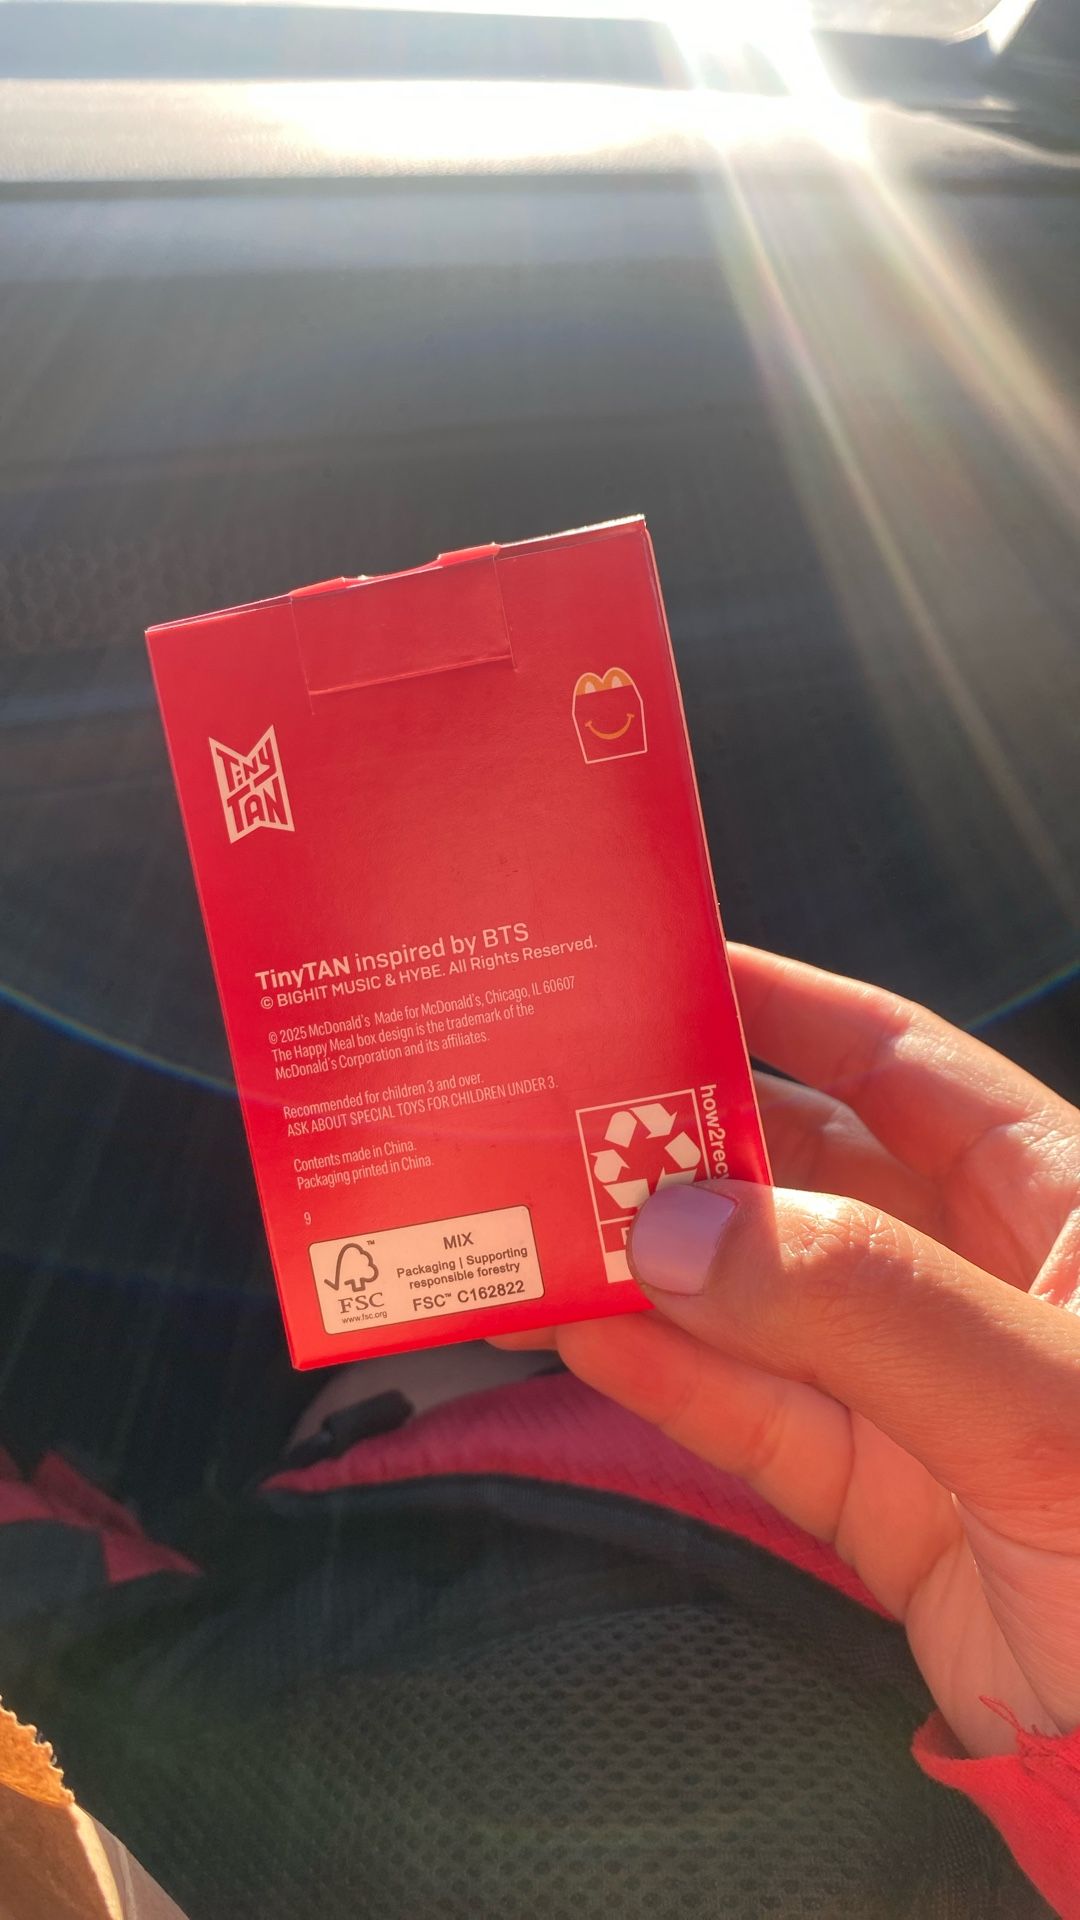 TINY
TAN
TinyTAN inspired by BTS
© BIGHIT MUSIC & HYBE. All Rights Reserved.
© 2025 McDonald's Made for McDonald's, Chicago, IL 60607
The Happy Meal box design is the trademark of the
McDonald's Corporation and its affiliates.
Recommended for children 3 and over.
ASK ABOUT SPECIAL TOYS FOR CHILDREN UNDER 3.
Contents made in China.
Packaging printed in China.
9
how2rec
FSC
www.fsc.org
MIX
Packaging | Supporting
responsible forestry
FSC™ C162822